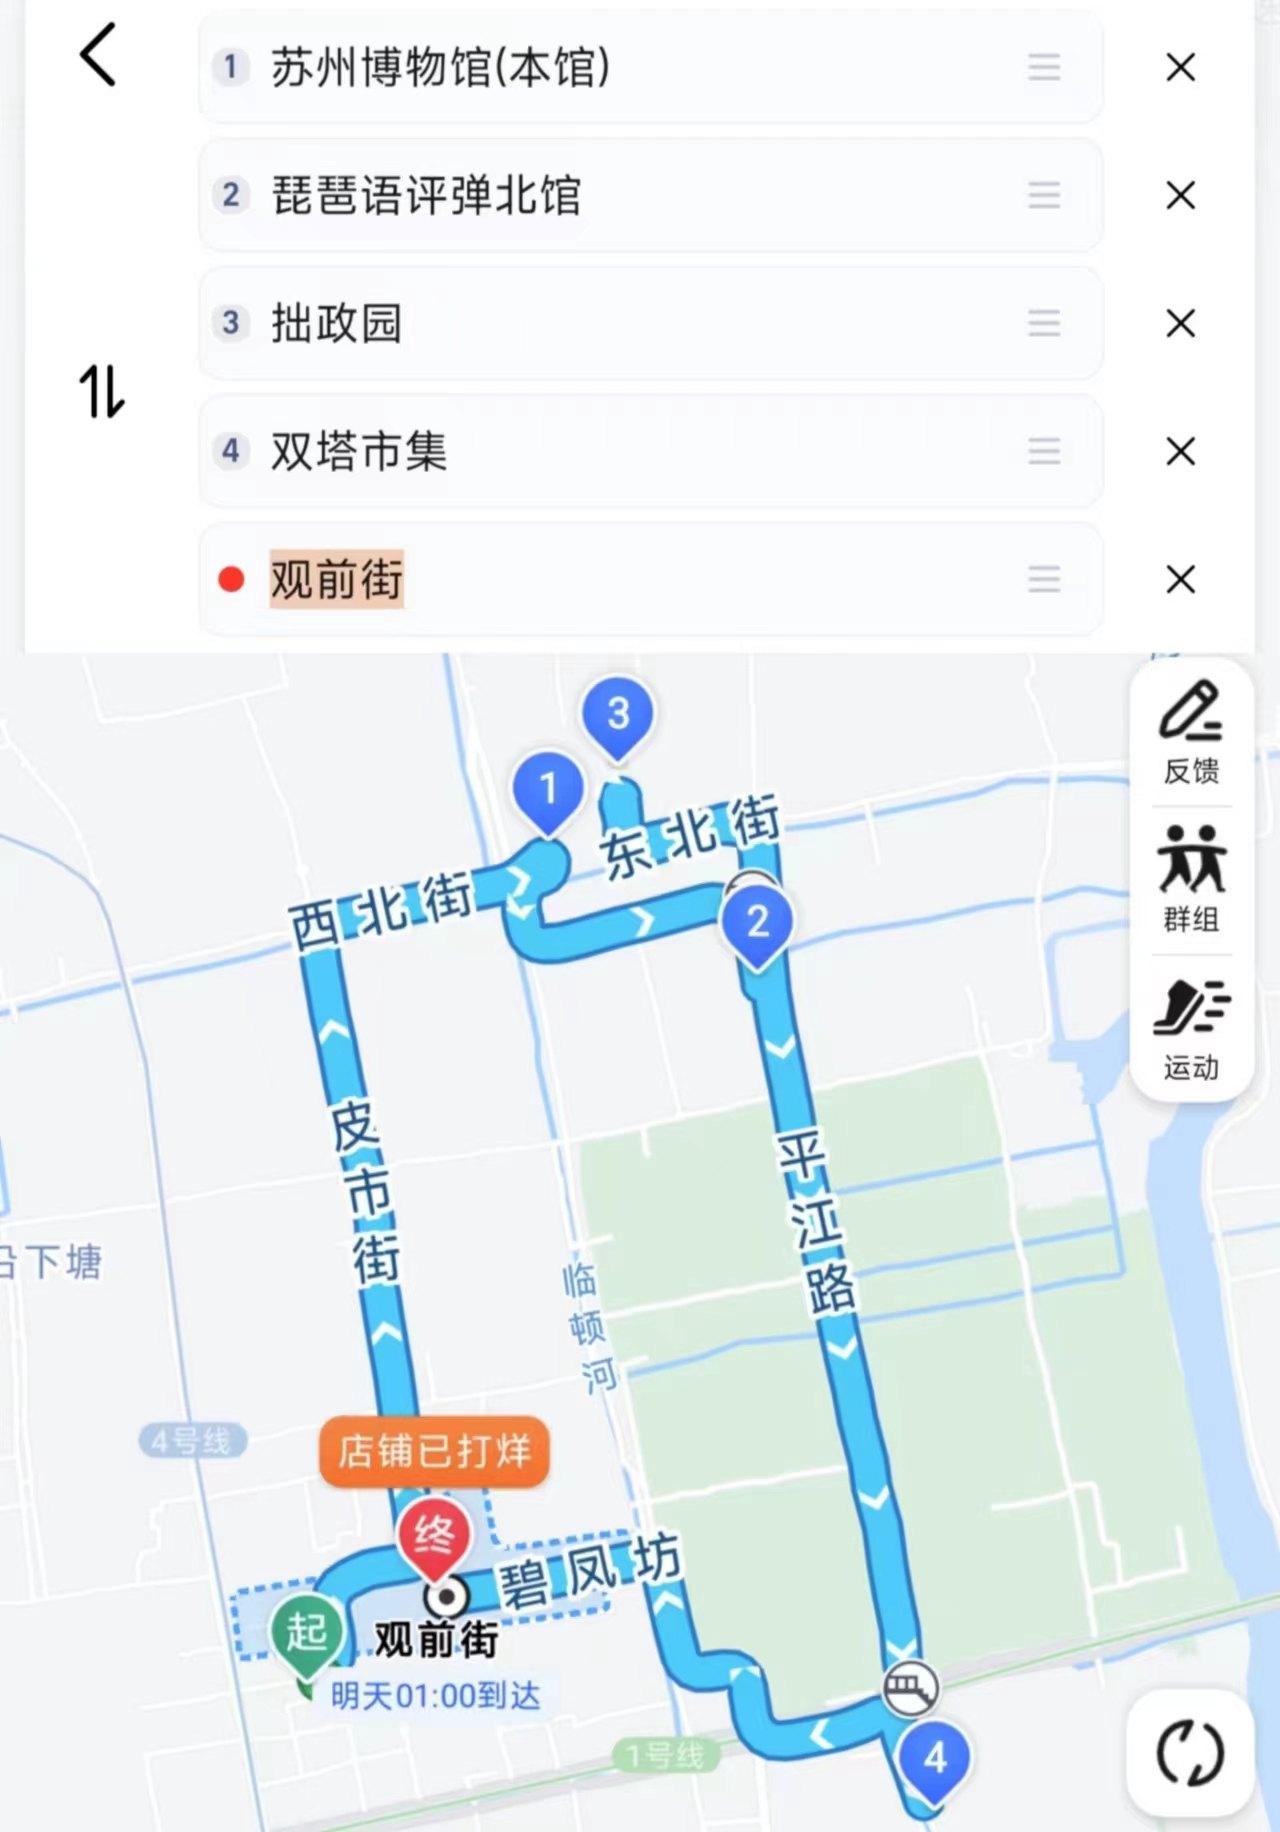 1 苏州博物馆(本馆)
2 琵琶语评弹北馆
3 拙政园
4 双塔市集
观前街
反馈
群组
运动
3
1
东北街
西北街
2
皮市街
平江路
沿下塘
临顿河
4号线
店铺已打烊
终
碧凤坊
起
观前街
明天01:00到达
1号线
4